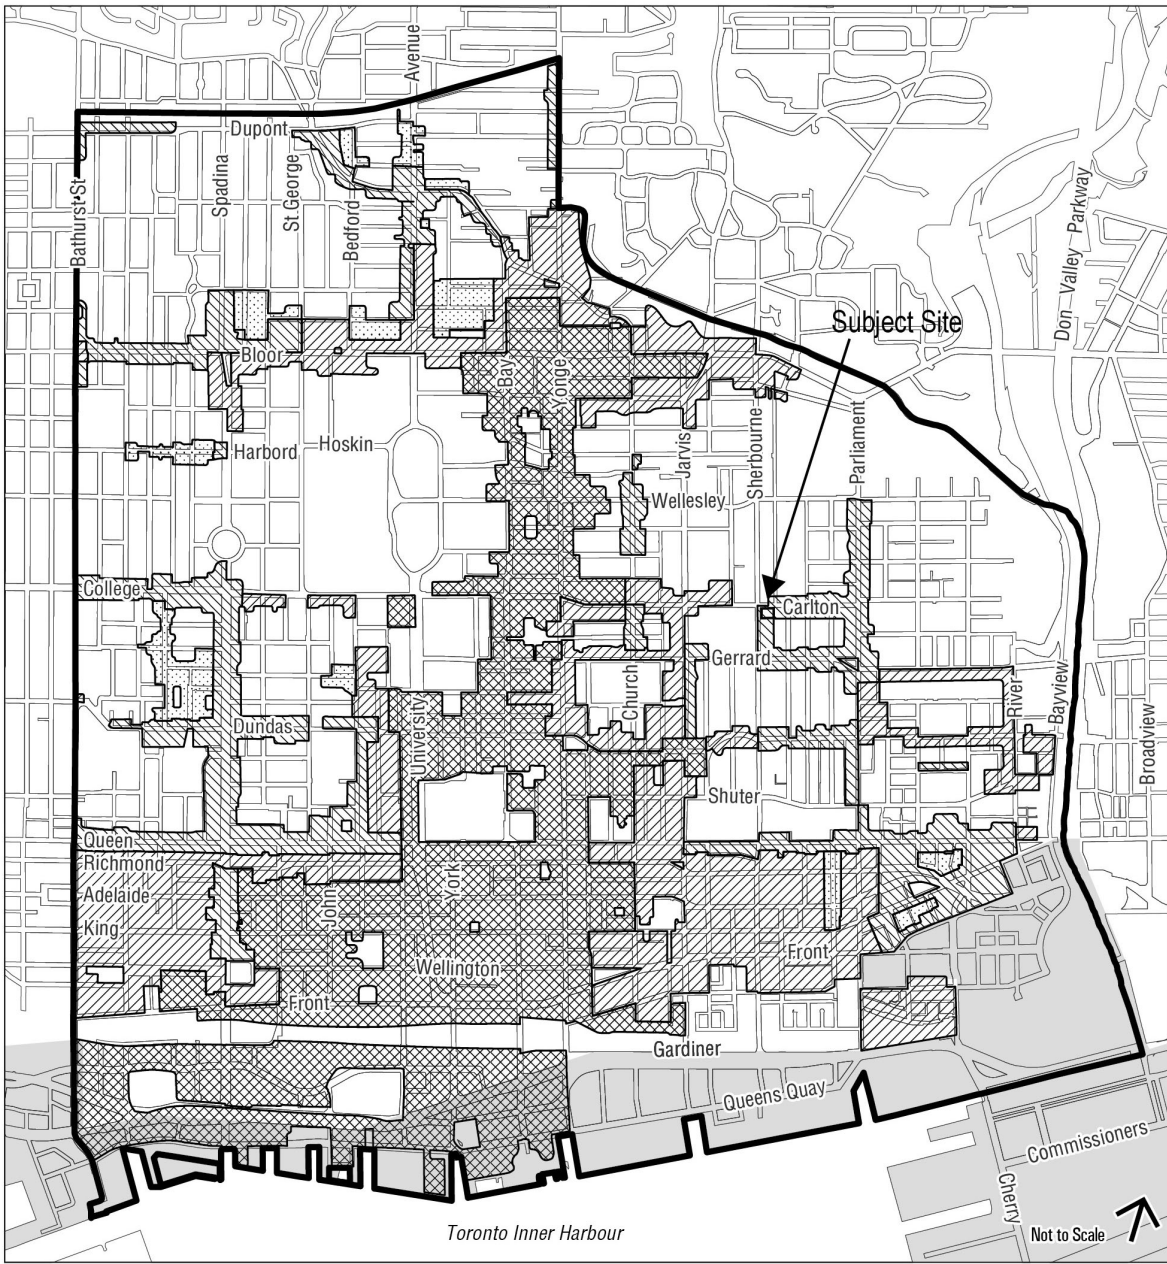 Avenue
Dupont
Bathurst St
Spadina
St.George
Bedford
Don Valley Parkway
Subject Site
Bloor
Bay
Yonge
Harbord
Hoskin
Jarvis
Sherbourne
Parliament
Wellesley
College
Carlton
Gerrard
Church
University
Dundas
River
Bayview
Broadview
Shuter
Queen
Richmond
Adelaide
King
John
York
Wellington
Front
Front
Gardiner
Queens Quay
Commissioners
Cherry
Toronto Inner Harbour
Not to Scale